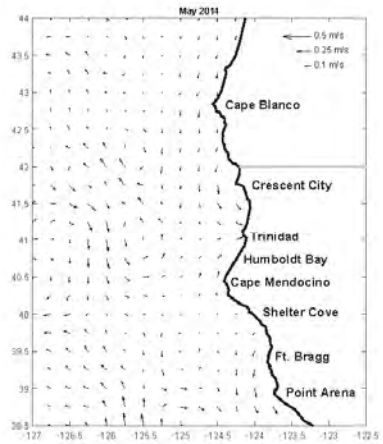 May 2014
44
43.5
43
42.5
42
41.5
41
40.5
40
39.5
39
38.5
0.5 m/s
0.25 m/s
0.1 m/s
Cape Blanco
Crescent City
Trinidad
Humboldt Bay
Cape Mendocino
Shelter Cove
Ft. Bragg
Point Arena
-127 -126.5 -126 -125.5 -125 -124.5 -124 -123.5 -123 -122.5